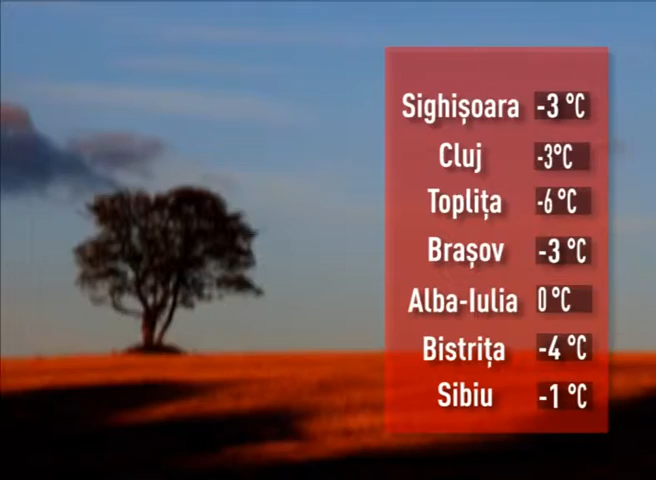 Sighișoara -3 °C
Cluj -3°C
Toplița -6 °C
Brașov -3 °C
Alba-Iulia 0 °C
Bistrița -4 °C
Sibiu -1 °C